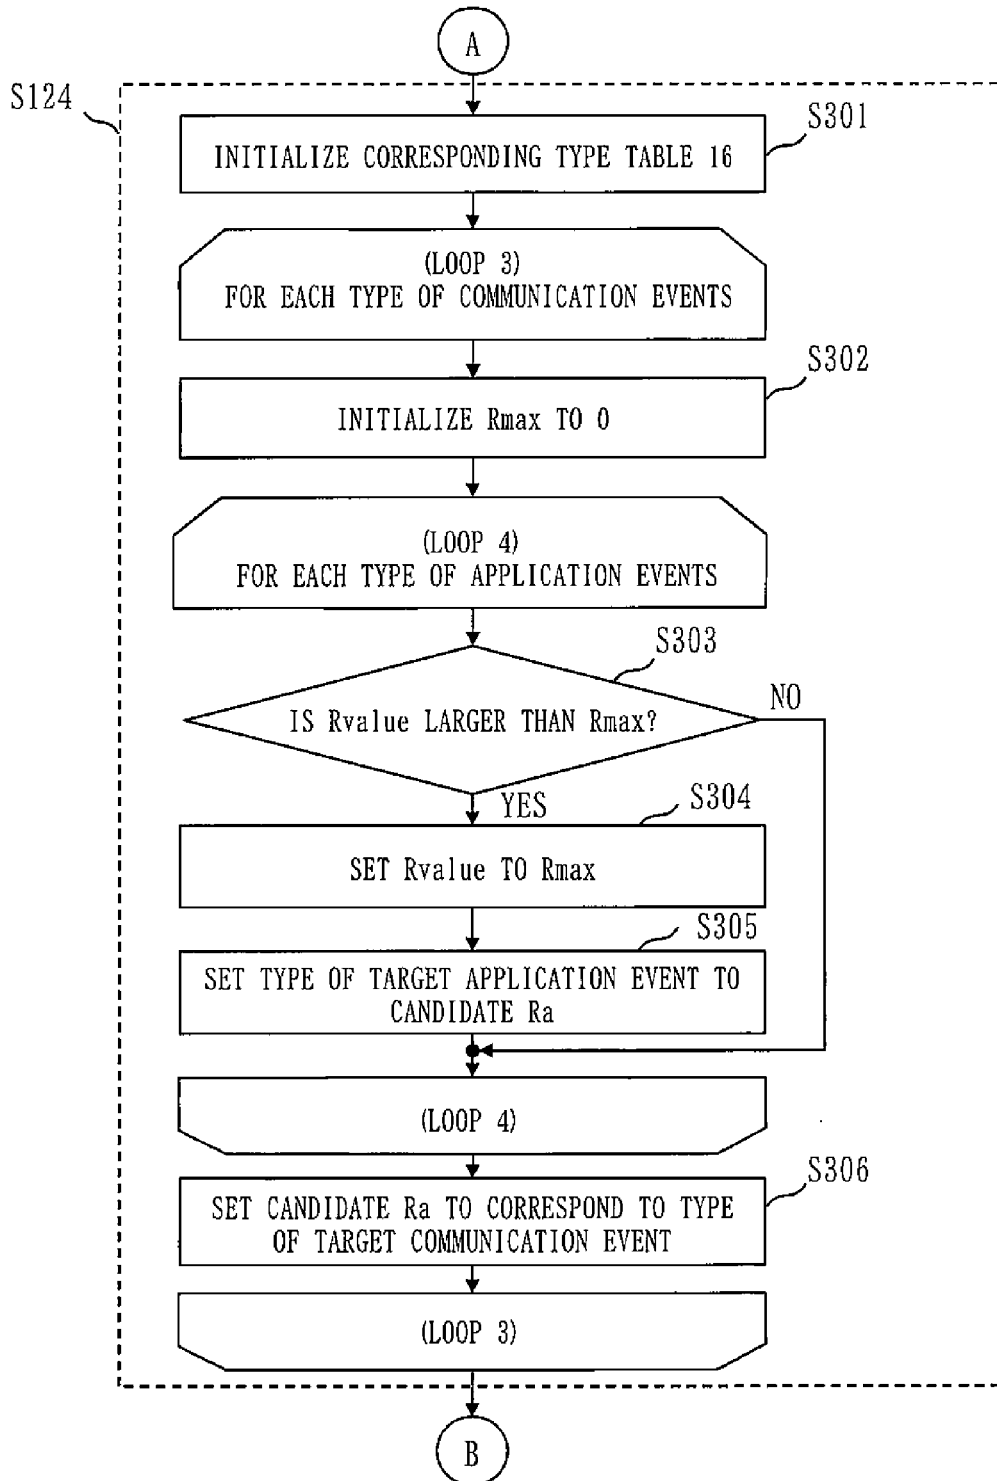 A
S124
S301
INITIALIZE CORRESPONDING TYPE TABLE 16
(LOOP 3)
FOR EACH TYPE OF COMMUNICATION EVENTS
S302
INITIALIZE Rmax TO 0
(LOOP 4)
FOR EACH TYPE OF APPLICATION EVENTS
S303
IS Rvalue LARGER THAN Rmax?
NO
YES
S304
SET Rvalue TO Rmax
S305
SET TYPE OF TARGET APPLICATION EVENT TO
CANDIDATE Ra
(LOOP 4)
S306
SET CANDIDATE Ra TO CORRESPOND TO TYPE
OF TARGET COMMUNICATION EVENT
(LOOP 3)
B